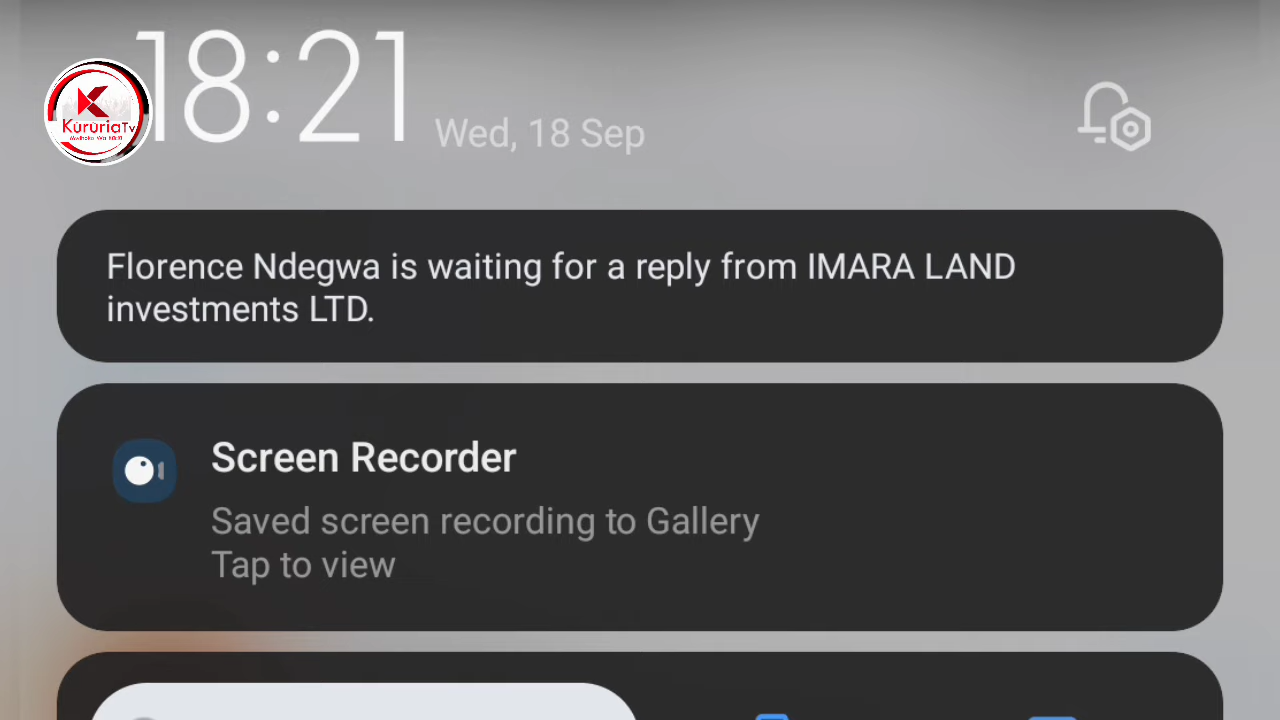 18:21
Wed, 18 Sep
K
KũrũriaTv
Florence Ndegwa is waiting for a reply from IMARA LAND
investments LTD.
Screen Recorder
Saved screen recording to Gallery
Tap to view